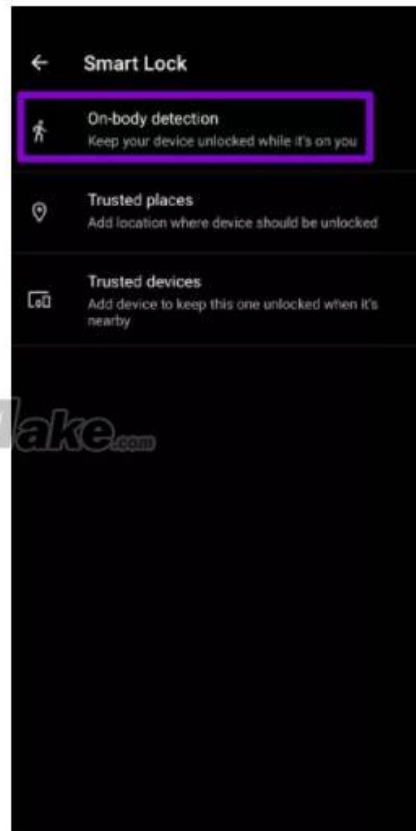 Smart Lock
On-body detection
Keep your device unlocked while it's on you
Trusted places
Add location where device should be unlocked
Trusted devices
Add device to keep this one unlocked when it's
nearby